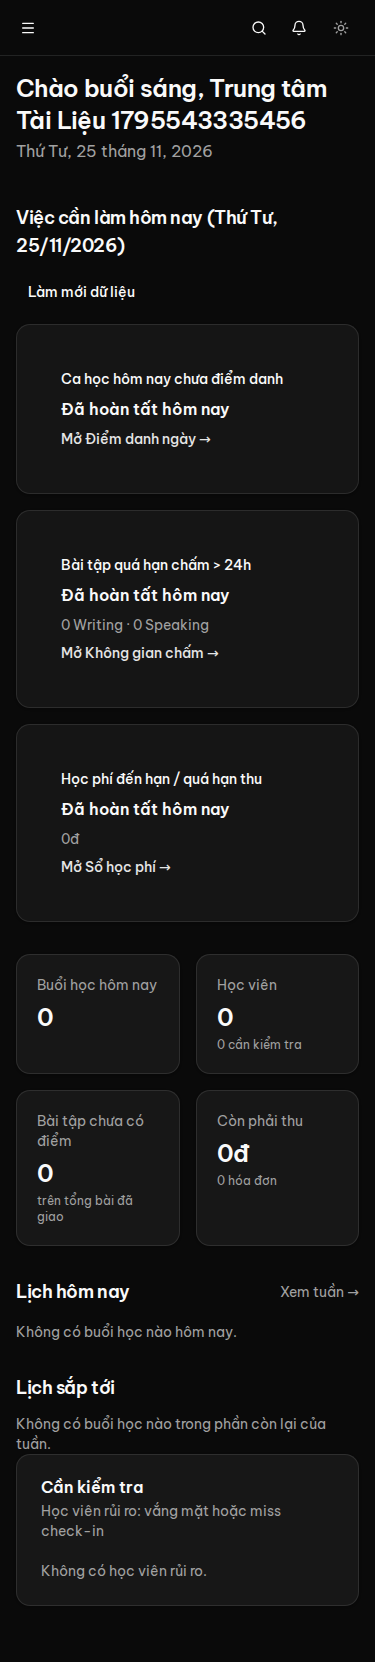 Chào buổi sáng, Trung tâm
Tài Liệu 1795543335456
Thứ Tư, 25 tháng 11, 2026
Việc cần làm hôm nay (Thứ Tư,
25/11/2026)
Làm mới dữ liệu
Ca học hôm nay chưa điểm danh
Đã hoàn tất hôm nay
Mở Điểm danh ngày →
Bài tập quá hạn chấm > 24h
Đã hoàn tất hôm nay
0 Writing · 0 Speaking
Mở Không gian chấm →
Học phí đến hạn / quá hạn thu
Đã hoàn tất hôm nay
0đ
Mở Sổ học phí →
Buổi học hôm nay
0
Học viên
0
0 cần kiểm tra
Bài tập chưa có
điểm
0
trên tổng bài đã
giao
Còn phải thu
0đ
0 hóa đơn
Lịch hôm nay
Xem tuần →
Không có buổi học nào hôm nay.
Lịch sắp tới
Không có buổi học nào trong phần còn lại của
tuần.
Cần kiểm tra
Học viên rủi ro: vắng mặt hoặc miss
check-in
Không có học viên rủi ro.